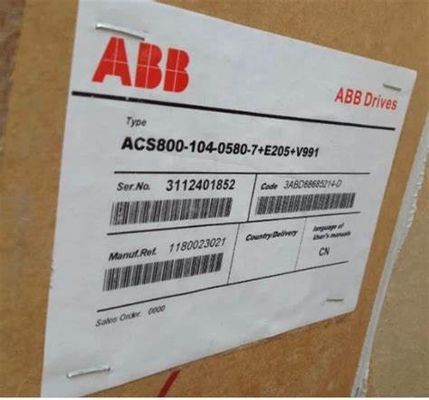 ABB
ABB Drives
Type
ACS800-104-0580-7+E205+V991
Ser.No. 3112401852
Code 3ABD68685214-D
Manuf.Ref. 1180023021
Country/Delivery
language of
User's manuals
CN
Sales Order. 0000